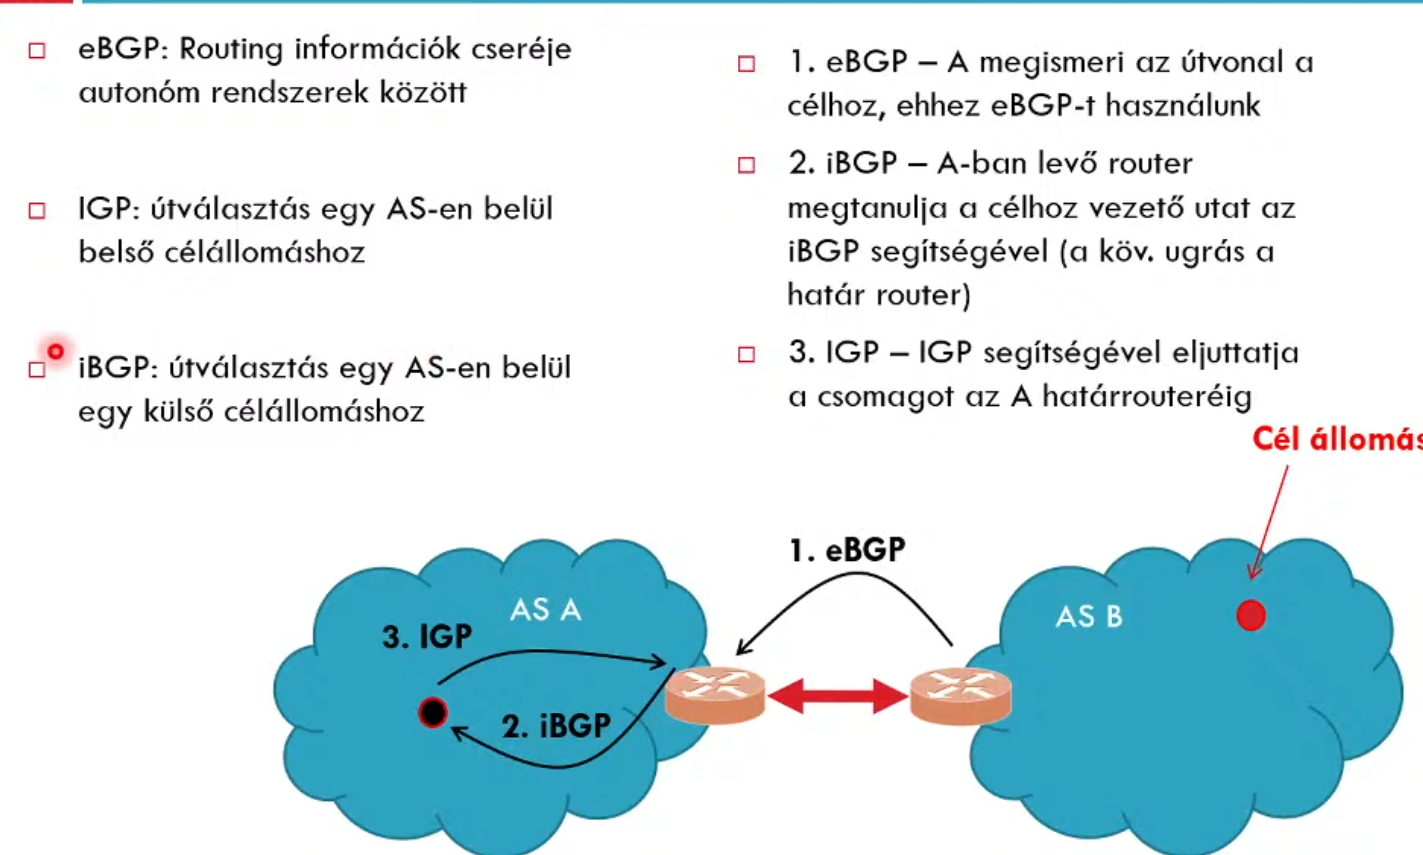 eBGP: Routing információk cseréje
autonóm rendszerek között
IGP: útválasztás egy AS-en belül
belső célállomáshoz
iBGP: útválasztás egy AS-en belül
egy külső célállomáshoz
1. eBGP – A megismeri az útvonal a
célhoz, ehhez eBGP-t használunk
2. iBGP – A-ban levő router
megtanulja a célhoz vezető utat az
iBGP segítségével (a köv. ugrás a
határ router)
3. IGP – IGP segítségével eljuttatja
a csomagot az A határrouteréig
Cél állomás
1. eBGP
AS A
AS B
3. IGP
2. iBGP